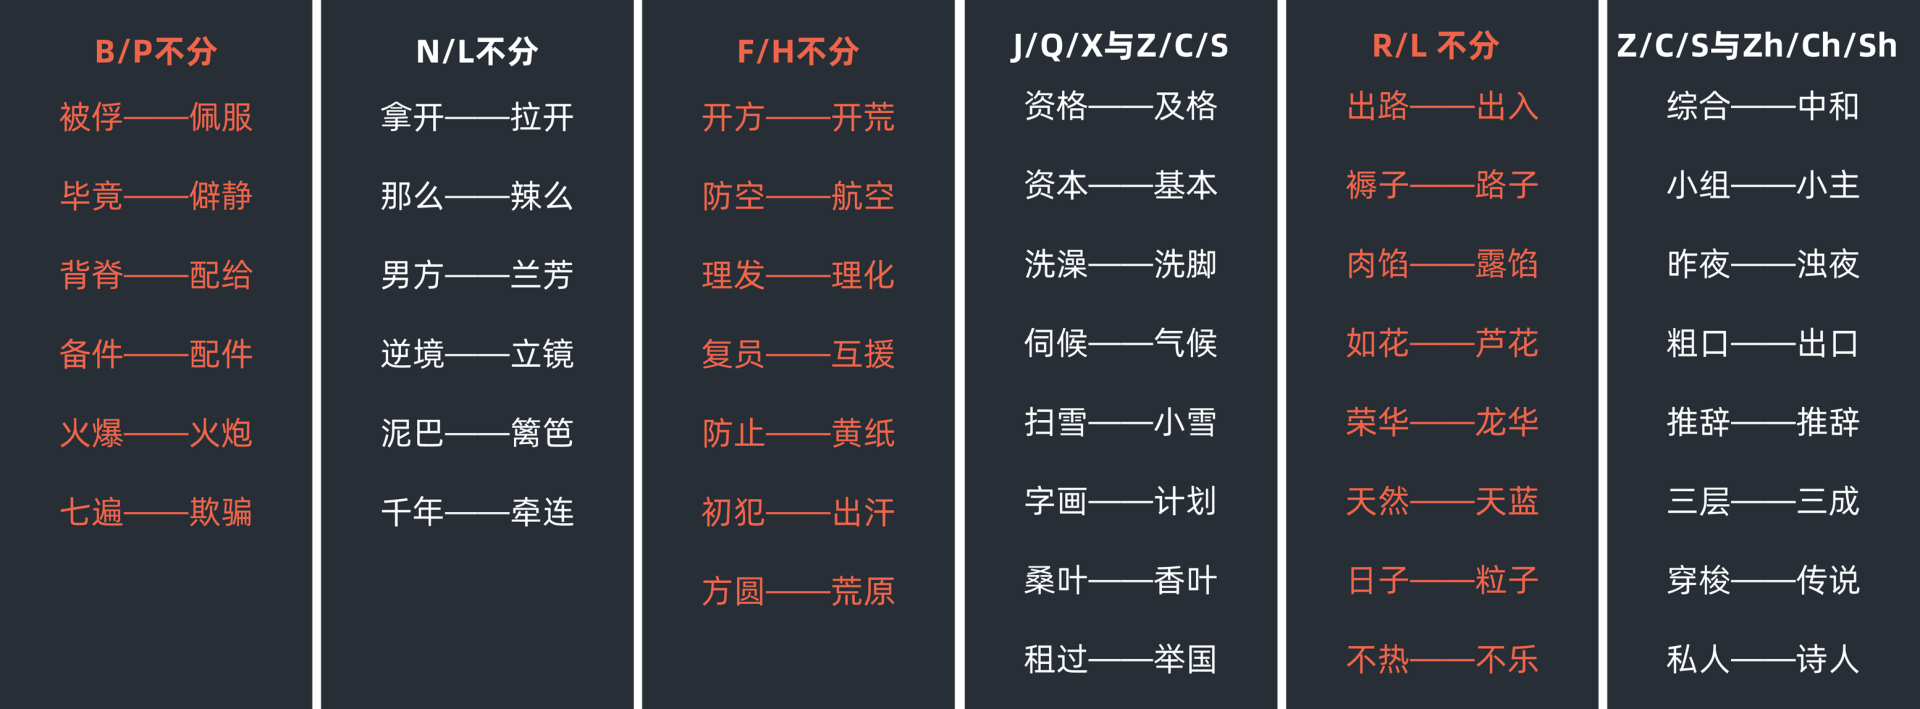 B/P不分
被俘——佩服
毕竟——僻静
背脊——配给
备件——配件
火爆——火炮
七遍——欺骗
N/L不分
拿开——拉开
那么——辣么
男方——兰芳
逆境——立镜
泥巴——篱笆
千年——牵连
F/H不分
开方——开荒
防空——航空
理发——理化
复员——互援
防止——黄纸
初犯——出汗
方圆——荒原
J/Q/X与Z/C/S
资格——及格
资本——基本
洗澡——洗脚
伺候——气候
扫雪——小雪
字画——计划
桑叶——香叶
租过——举国
R/L 不分
出路——出入
褥子——路子
肉馅——露馅
如花——芦花
荣华——龙华
天然——天蓝
日子——粒子
不热——不乐
Z/C/S与Zh/Ch/Sh
综合——中和
小组——小主
昨夜——浊夜
粗口——出口
推辞——推辞
三层——三成
穿梭——传说
私人——诗人